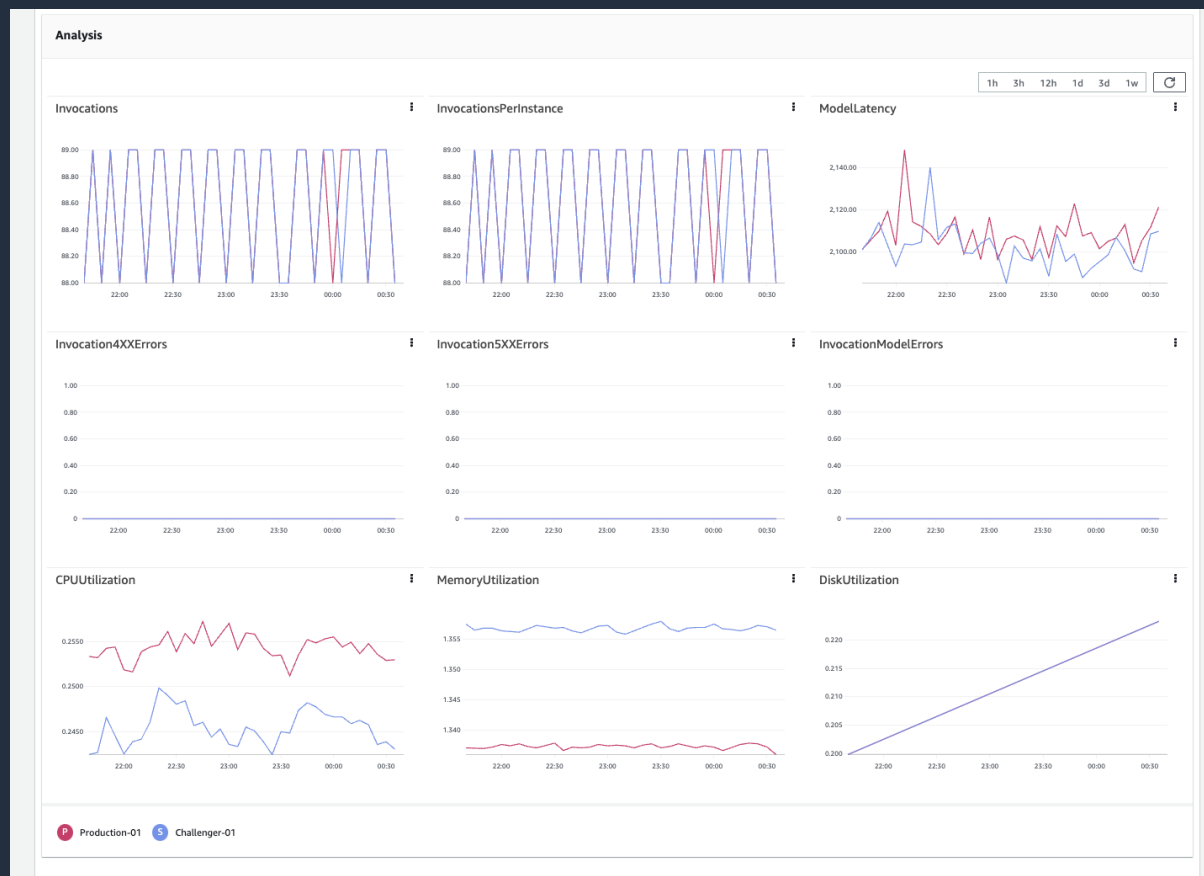 Analysis
1h 3h 12h 1d 3d 1w
Invocations
89.00
88.80
88.60
88.40
88.20
88.00
22:00 22:30 23:00 23:30 00:00 00:30
InvocationsPerInstance
89.00
88.80
88.60
88.40
88.20
88.00
22:00 22:30 23:00 23:30 00:00 00:30
ModelLatency
2,140.00
2,120.00
2,100.00
22:00 22:30 23:00 23:30 00:00 00:30
Invocation4XXErrors
1.00
0.80
0.60
0.40
0.20
0
22:00 22:30 23:00 23:30 00:00 00:30
Invocation5XXErrors
1.00
0.80
0.60
0.40
0.20
0
22:00 22:30 23:00 23:30 00:00 00:30
InvocationModelErrors
1.00
0.80
0.60
0.40
0.20
0
22:00 22:30 23:00 23:30 00:00 00:30
CPUUtilization
0.2550
0.2500
0.2450
22:00 22:30 23:00 23:30 00:00 00:30
MemoryUtilization
1.355
1.350
1.345
1.340
22:00 22:30 23:00 23:30 00:00 00:30
DiskUtilization
0.220
0.215
0.210
0.205
0.200
22:00 22:30 23:00 23:30 00:00 00:30
P Production-01 S Challenger-01